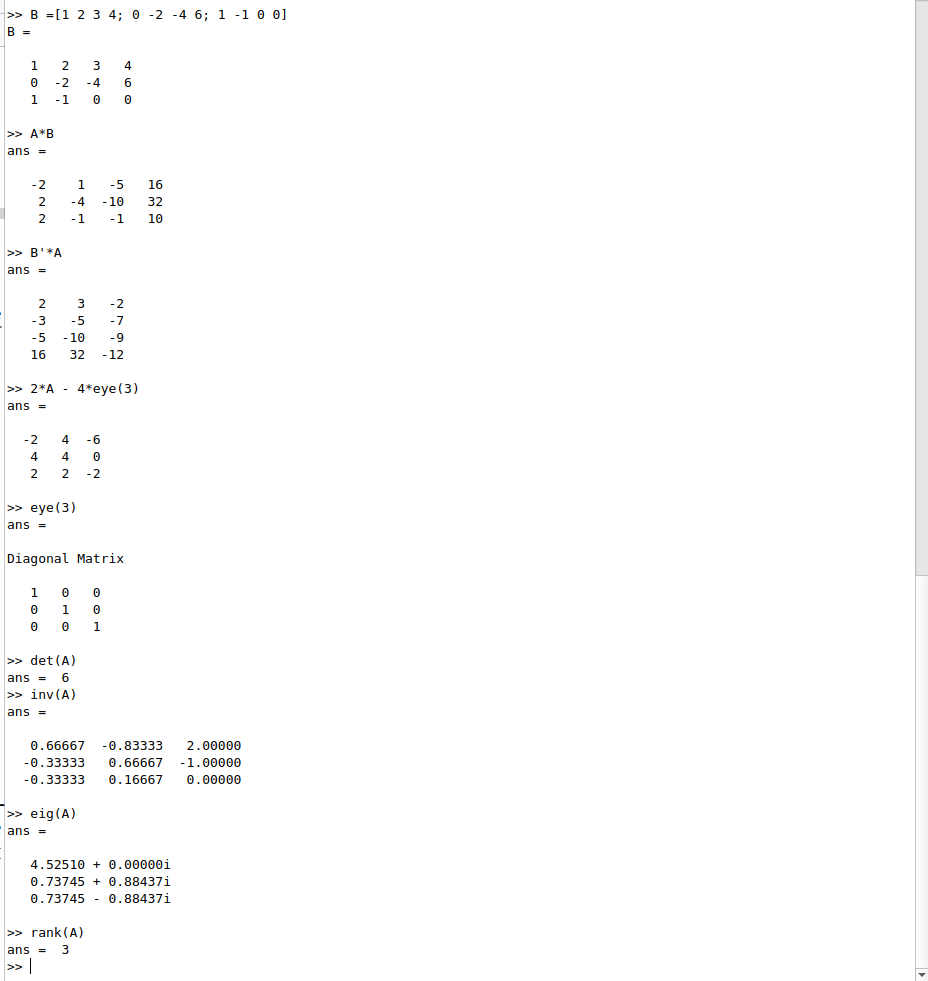 >> B =[1 2 3 4; 0 -2 -4 6; 1 -1 0 0]
B =
1 2 3 4
0 -2 -4 6
1 -1 0 0
>> A*B
ans =
-2 1 -5 16
2 -4 -10 32
2 -1 -1 10
>> B'*A
ans =
2 3 -2
-3 -5 -7
-5 -10 -9
16 32 -12
>> 2*A - 4*eye(3)
ans =
-2 4 -6
4 4 0
2 2 -2
>> eye(3)
ans =
Diagonal Matrix
1 0 0
0 1 0
0 0 1
>> det(A)
ans = 6
>> inv(A)
ans =
0.66667 -0.83333 2.00000
-0.33333 0.66667 -1.00000
-0.33333 0.16667 0.00000
>> eig(A)
ans =
4.52510 + 0.00000i
0.73745 + 0.88437i
0.73745 - 0.88437i
>> rank(A)
ans = 3
>>